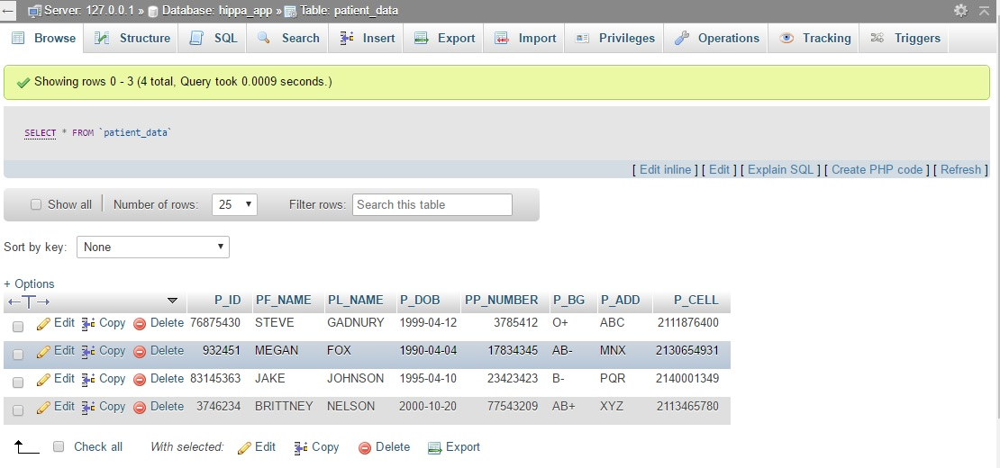 ← Server: 127.0.0.1 » Database: hippa_app » Table: patient_data
Browse Structure SQL Search Insert Export Import Privileges Operations Tracking Triggers
Showing rows 0 - 3 (4 total, Query took 0.0009 seconds.)
SELECT * FROM `patient_data`
[ Edit inline ] [ Edit ] [ Explain SQL ] [ Create PHP code ] [ Refresh ]
Show all Number of rows: 25 Filter rows: Search this table
Sort by key: None
+ Options
←T→ P_ID PF_NAME PL_NAME P_DOB PP_NUMBER P_BG P_ADD P_CELL
Edit Copy Delete 76875430 STEVE GADNURY 1999-04-12 3785412 O+ ABC 2111876400
Edit Copy Delete 932451 MEGAN FOX 1990-04-04 17834345 AB- MNX 2130654931
Edit Copy Delete 83145363 JAKE JOHNSON 1995-04-10 23423423 B- PQR 2140001349
Edit Copy Delete 3746234 BRITTNEY NELSON 2000-10-20 77543209 AB+ XYZ 2113465780
Check all With selected: Edit Copy Delete Export